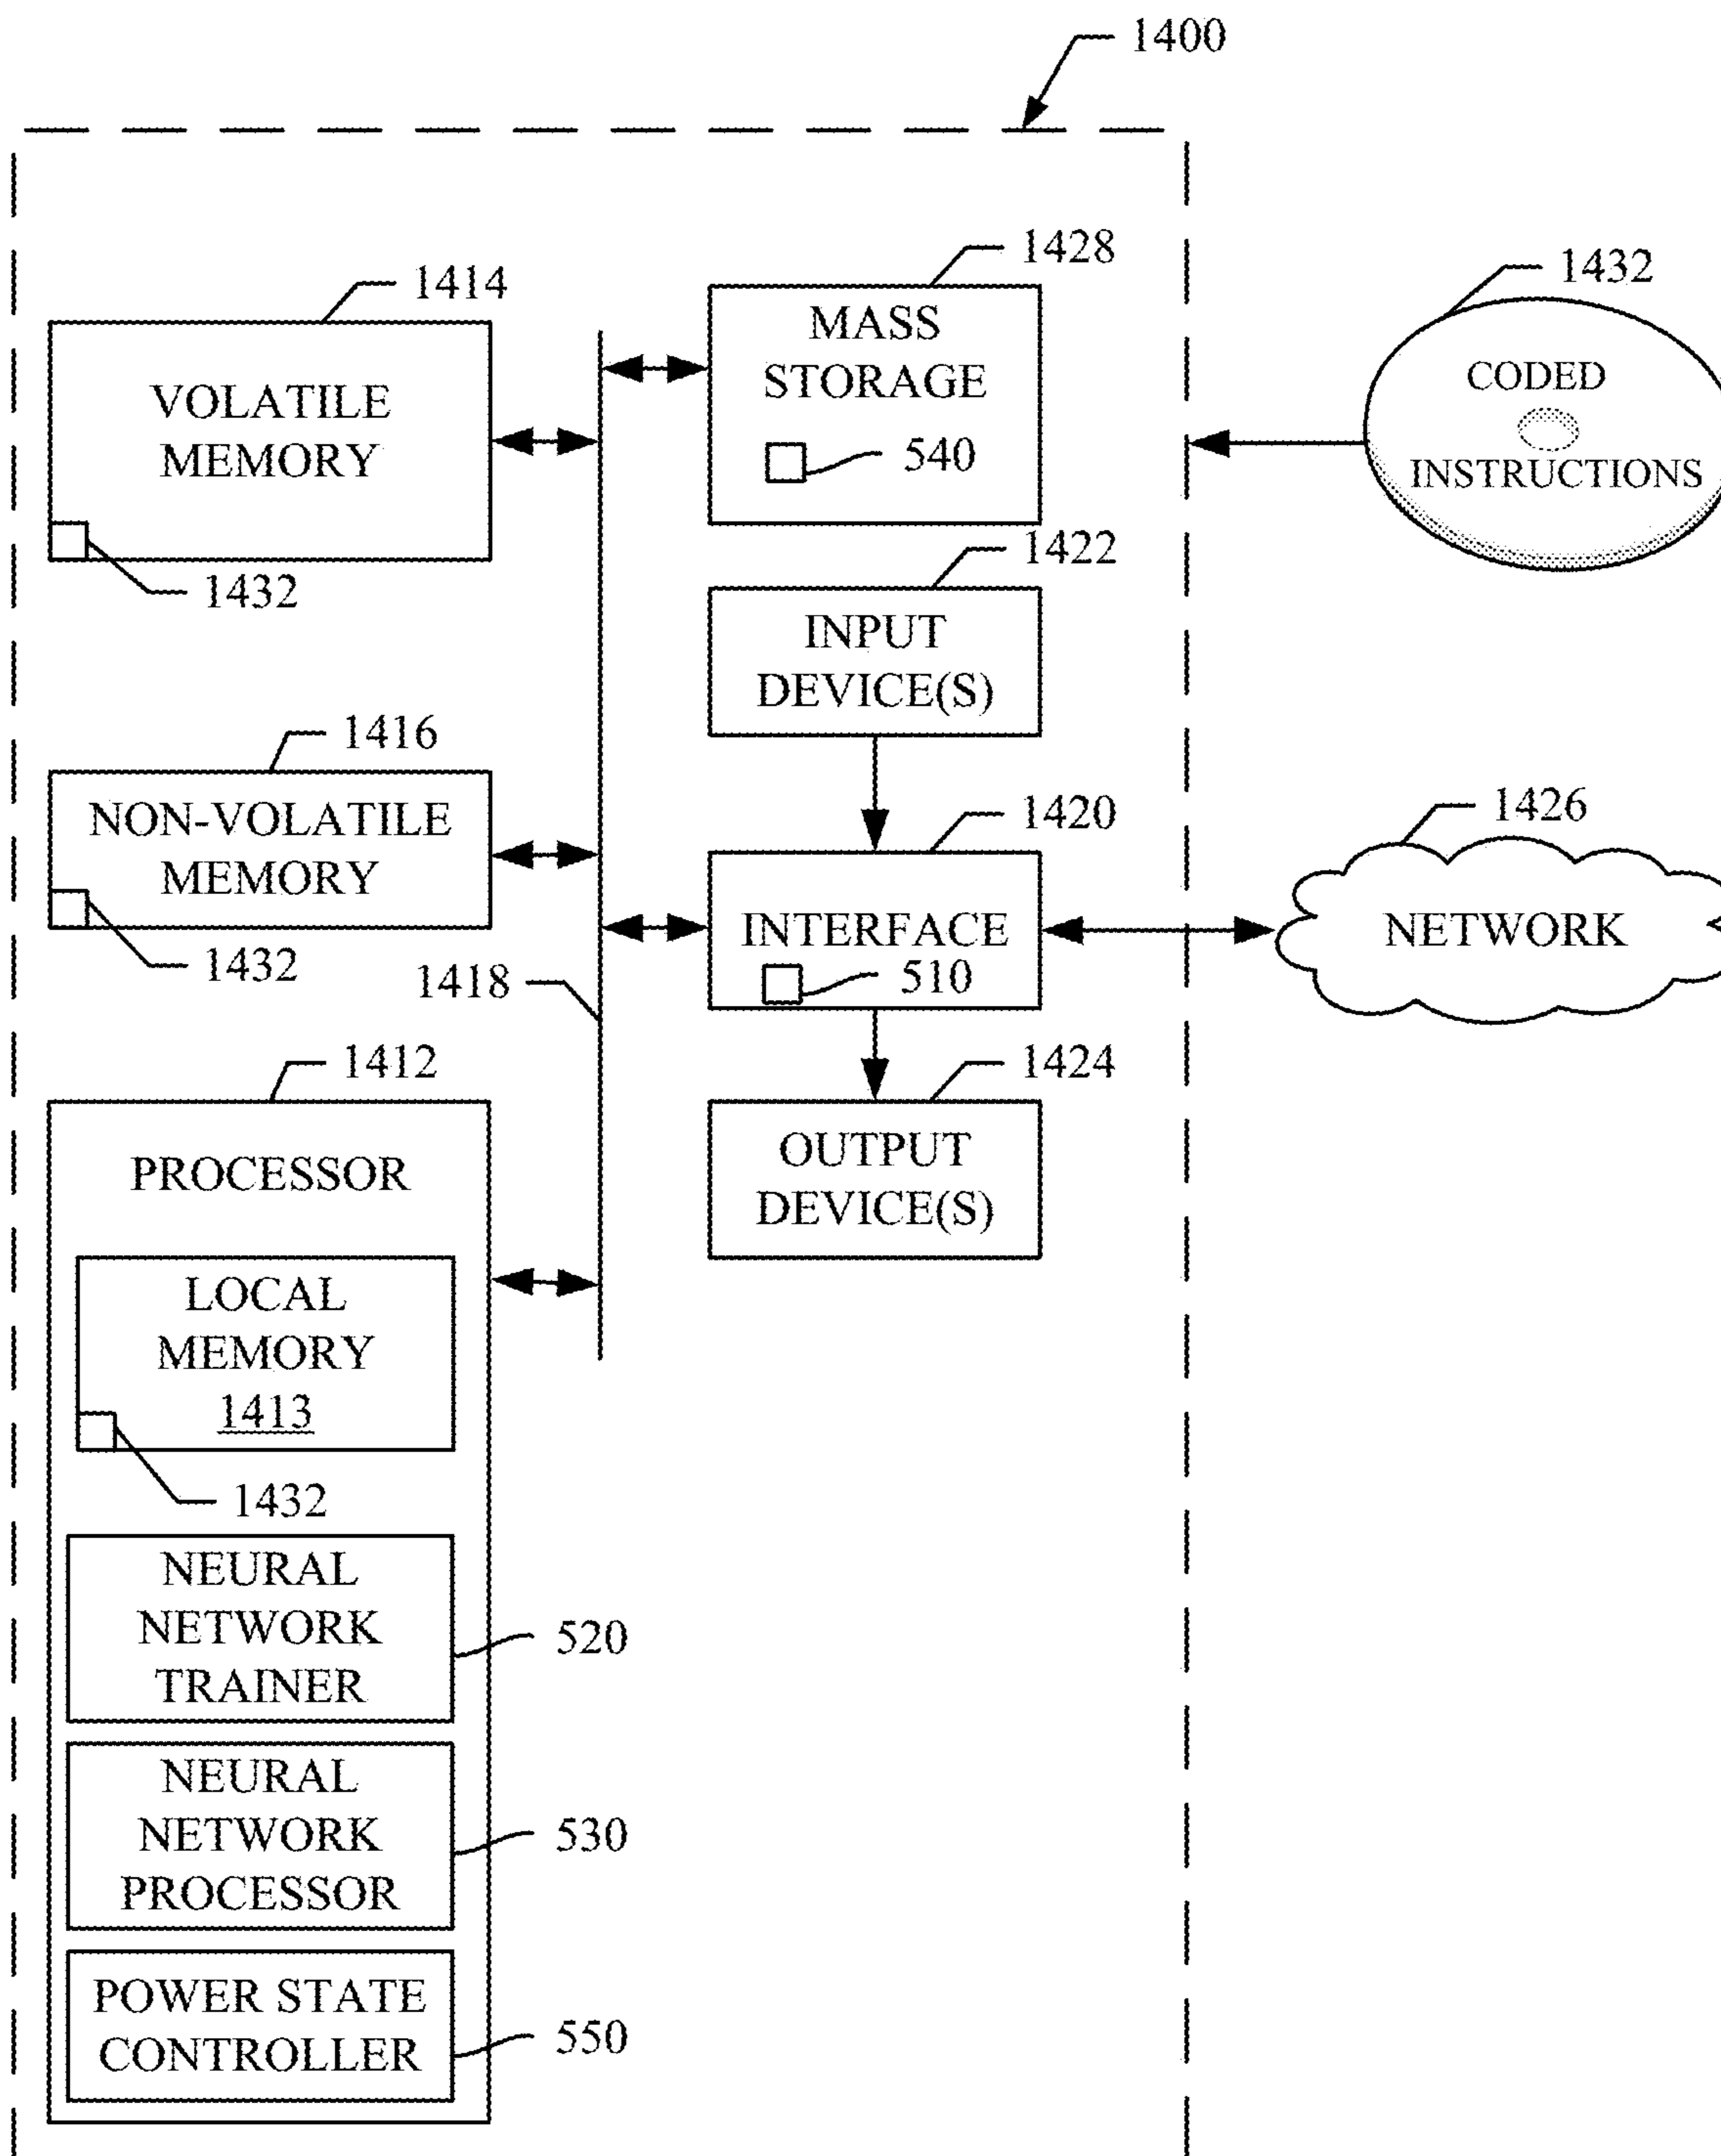 1400
1414
VOLATILE
MEMORY
1432
1428
MASS
STORAGE
540
1432
CODED
INSTRUCTIONS
1422
INPUT
DEVICE(S)
1416
NON-VOLATILE
MEMORY
1432
1418
1420
INTERFACE
510
1426
NETWORK
1424
OUTPUT
DEVICE(S)
1412
PROCESSOR
LOCAL
MEMORY
1413
1432
NEURAL
NETWORK
TRAINER
520
NEURAL
NETWORK
PROCESSOR
530
POWER STATE
CONTROLLER
550